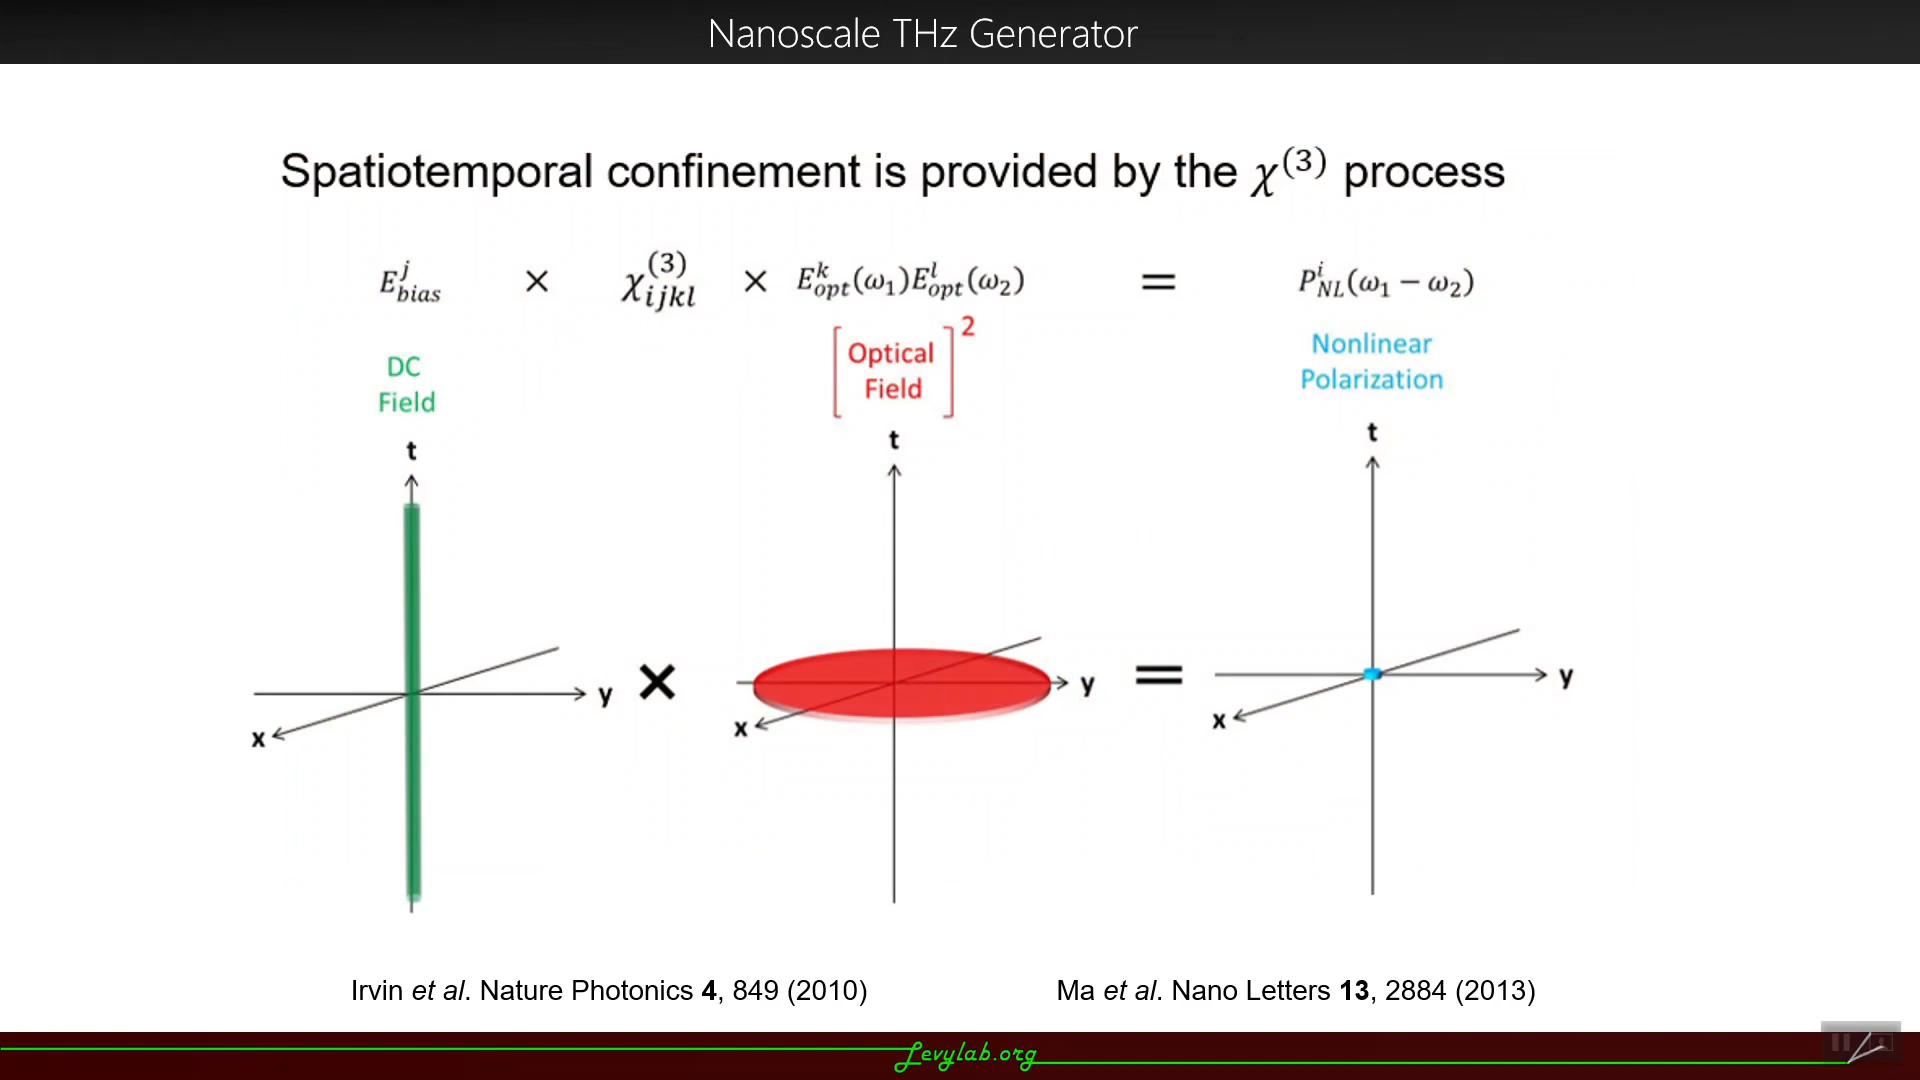 Nanoscale THz Generator
Spatiotemporal confinement is provided by the χ⁽³⁾ process
E^j_bias × χ^(3)_ijkl × E^k_opt(ω₁)E^l_opt(ω₂) = P^i_NL(ω₁ − ω₂)
DC
Field
[Optical
Field]²
Nonlinear
Polarization
t
t
t
y
×
y
=
y
x
x
x
Irvin et al. Nature Photonics 4, 849 (2010)
Ma et al. Nano Letters 13, 2884 (2013)
Levylab.org